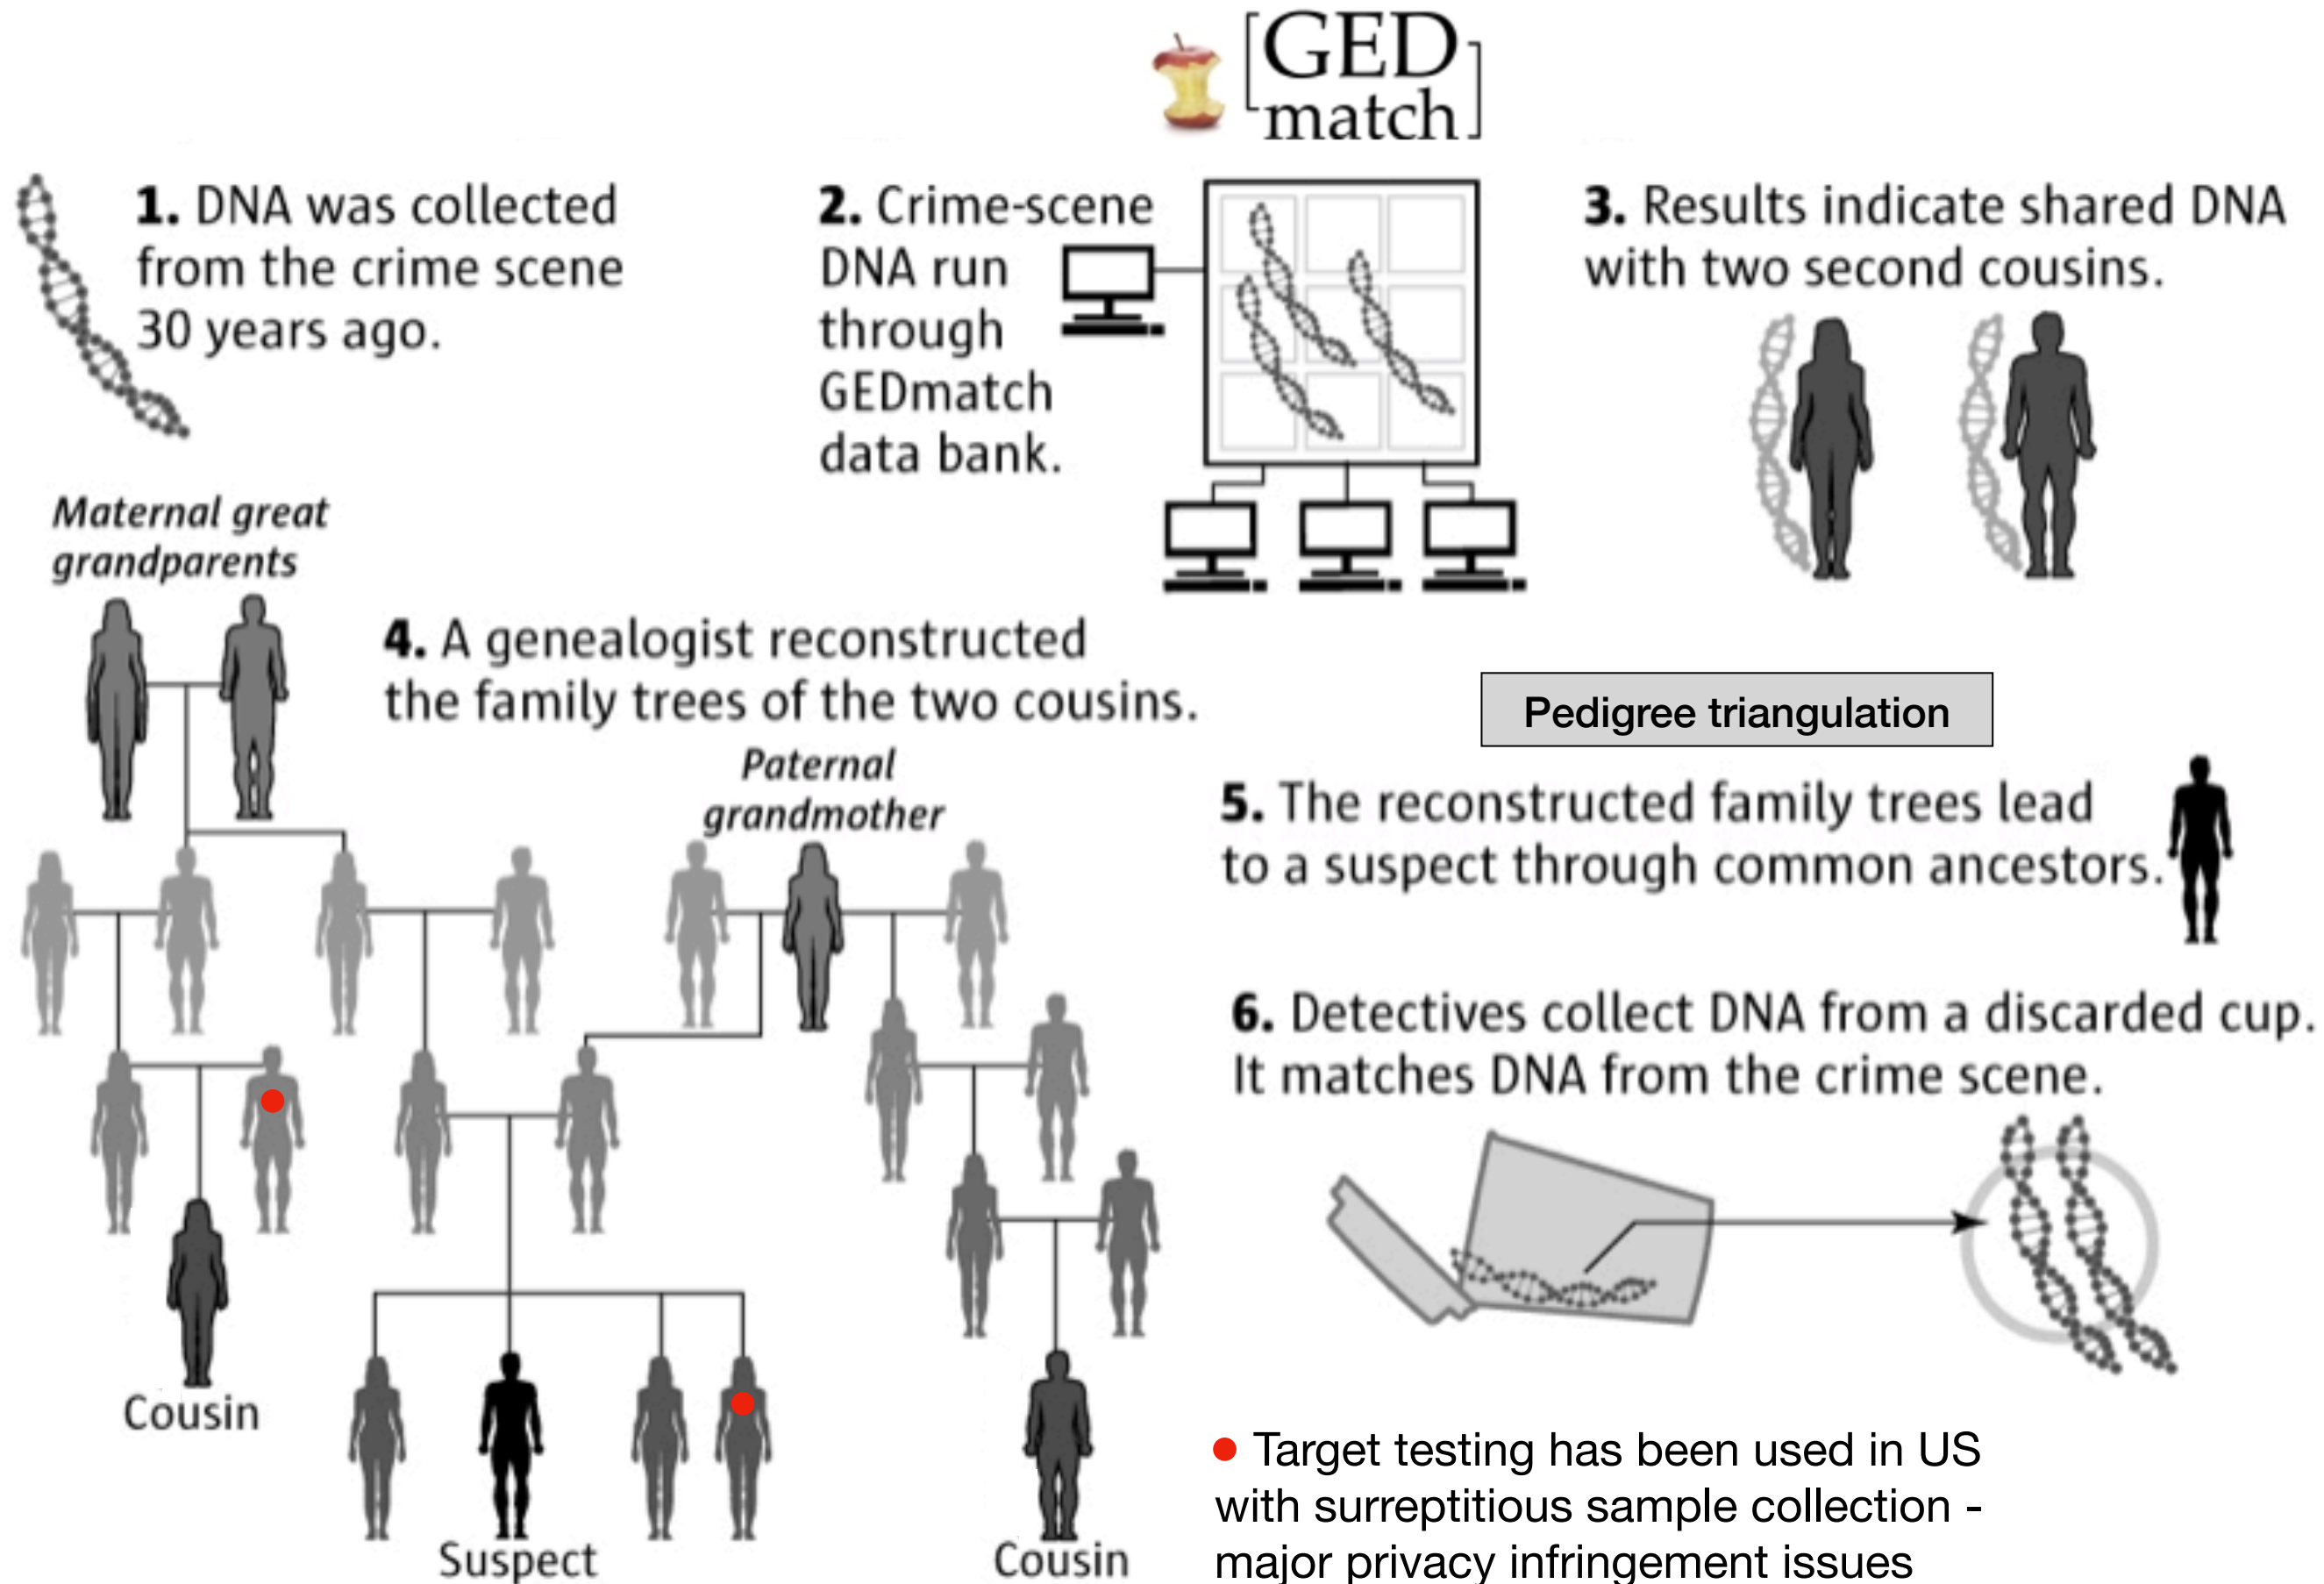 GED
match
1. DNA was collected
from the crime scene
30 years ago.
2. Crime-scene
DNA run
through
GEDmatch
data bank.
3. Results indicate shared DNA
with two second cousins.
Maternal great
grandparents
4. A genealogist reconstructed
the family trees of the two cousins.
Paternal
grandmother
Pedigree triangulation
5. The reconstructed family trees lead
to a suspect through common ancestors.
6. Detectives collect DNA from a discarded cup.
It matches DNA from the crime scene.
Cousin
Suspect
Cousin
Target testing has been used in US
with surreptitious sample collection -
major privacy infringement issues